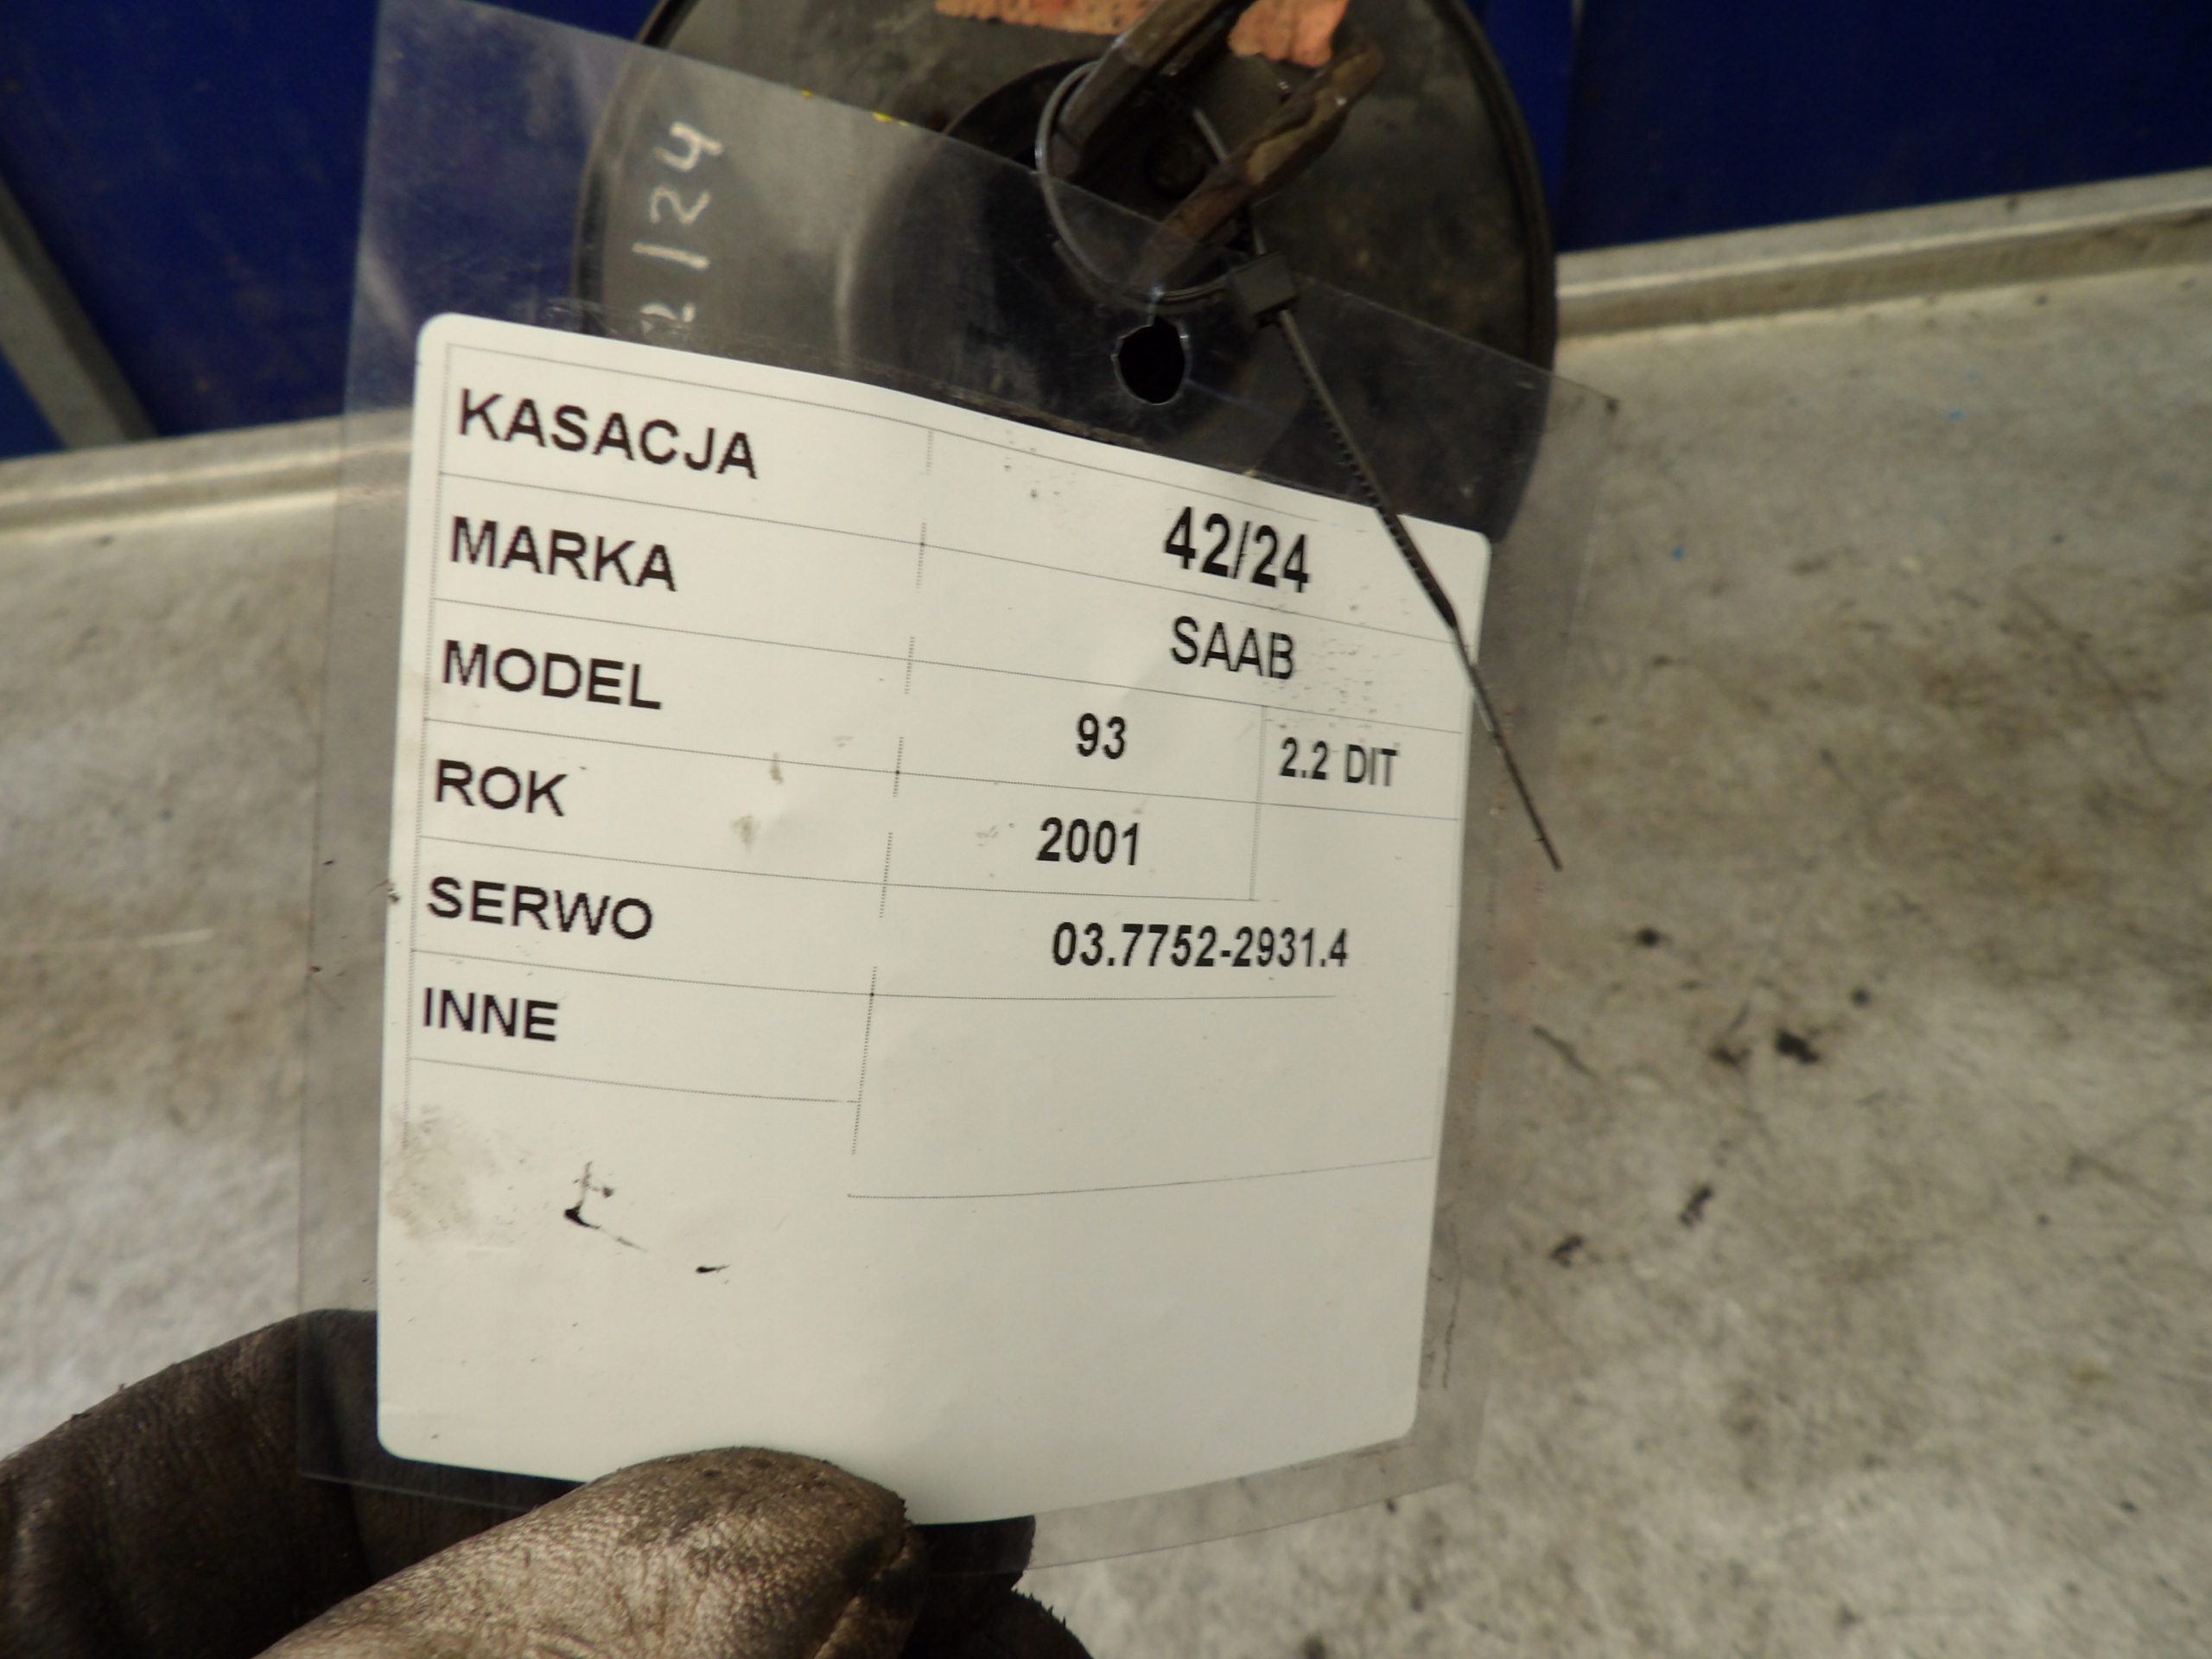 2/24
KASACJA 42/24
MARKA SAAB
MODEL 93 2.2 DIT
ROK 2001
SERWO 03.7752-2931.4
INNE